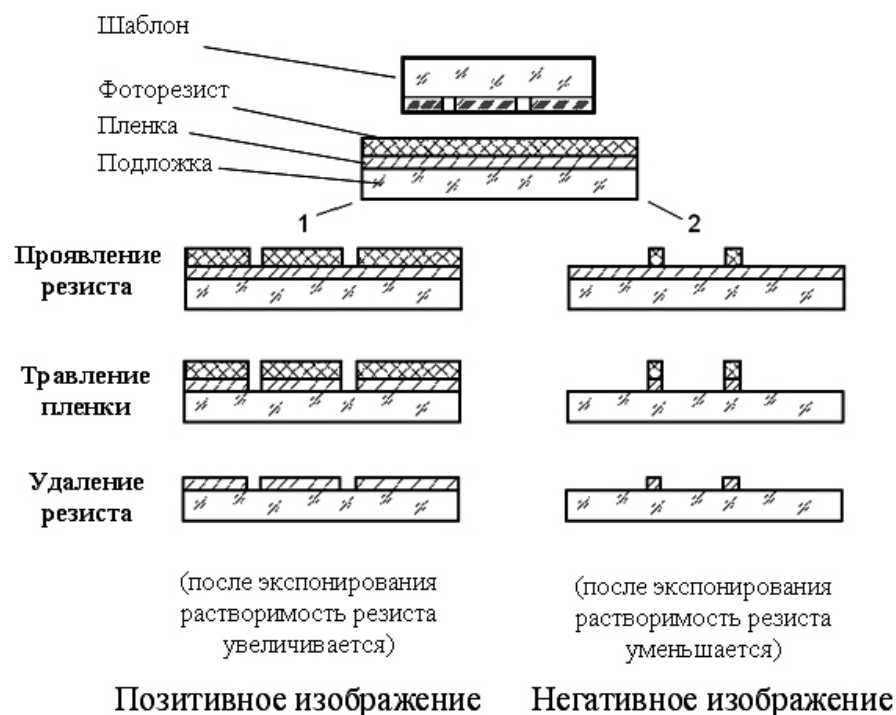 Шаблон
Фоторезист
Пленка
Подложка
1
2
Проявление
резиста
Травление
пленки
Удаление
резиста
(после экспонирования
растворимость резиста
увеличивается)
(после экспонирования
растворимость резиста
уменьшается)
Позитивное изображение
Негативное изображение